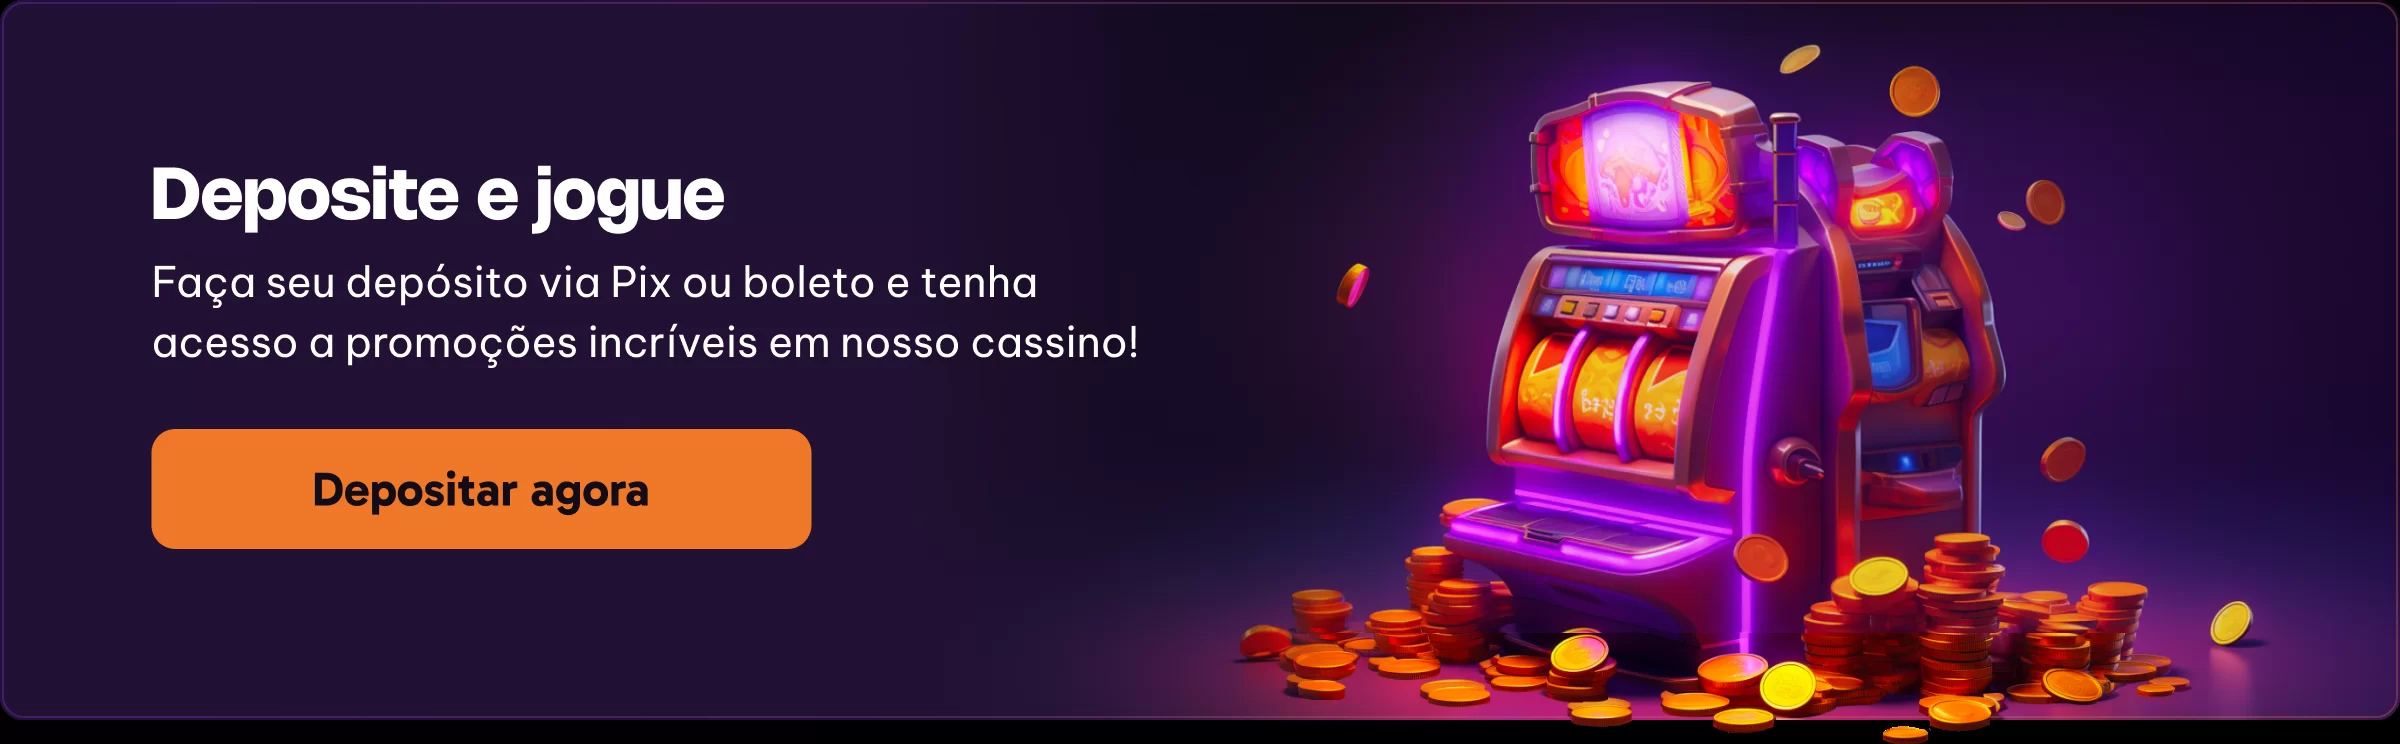 Deposite e jogue
Faça seu depósito via Pix ou boleto e tenha
acesso a promoções incríveis em nosso cassino!
Depositar agora